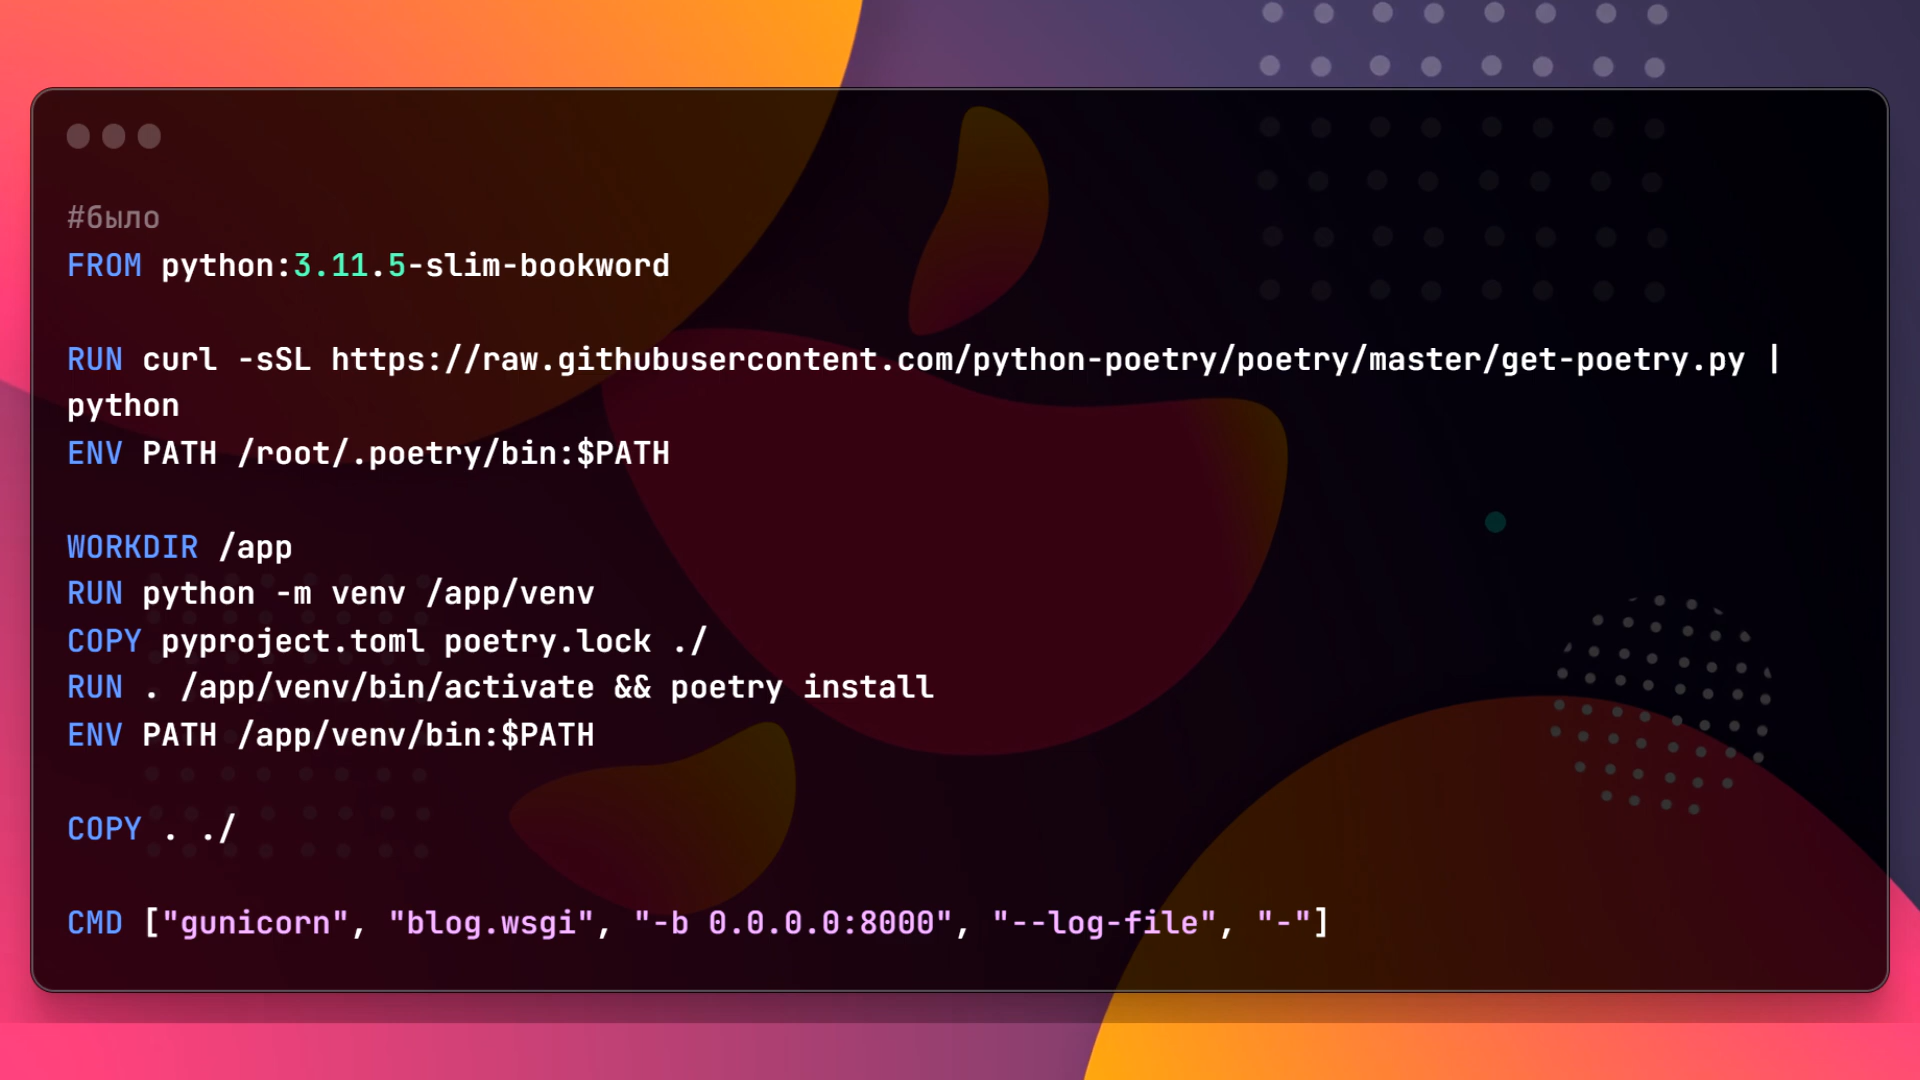 #было
FROM python:3.11.5-slim-bookword
RUN curl -sSL https://raw.githubusercontent.com/python-poetry/poetry/master/get-poetry.py |
python
ENV PATH /root/.poetry/bin:$PATH
WORKDIR /app
RUN python -m venv /app/venv
COPY pyproject.toml poetry.lock ./
RUN . /app/venv/bin/activate && poetry install
ENV PATH /app/venv/bin:$PATH
COPY . ./
CMD ["gunicorn", "blog.wsgi", "-b 0.0.0.0:8000", "--log-file", "-"]